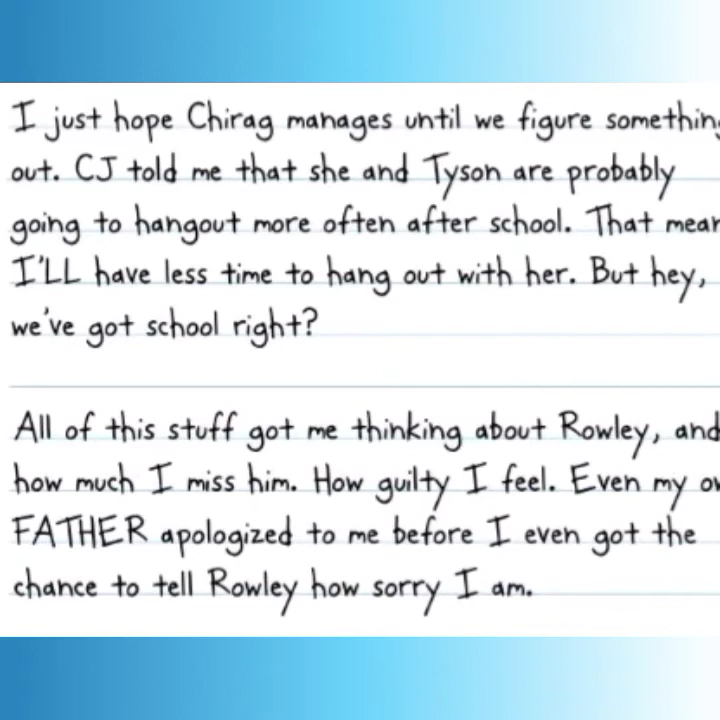 I just hope Chirag manages until we figure somethin
out. CJ told me that she and Tyson are probably
going to hangout more often after school. That mean
I'LL have less time to hang out with her. But hey,
we've got school right?
All of this stuff got me thinking about Rowley, and
how much I miss him. How guilty I feel. Even my ow
FATHER apologized to me before I even got the
chance to tell Rowley how sorry I am.